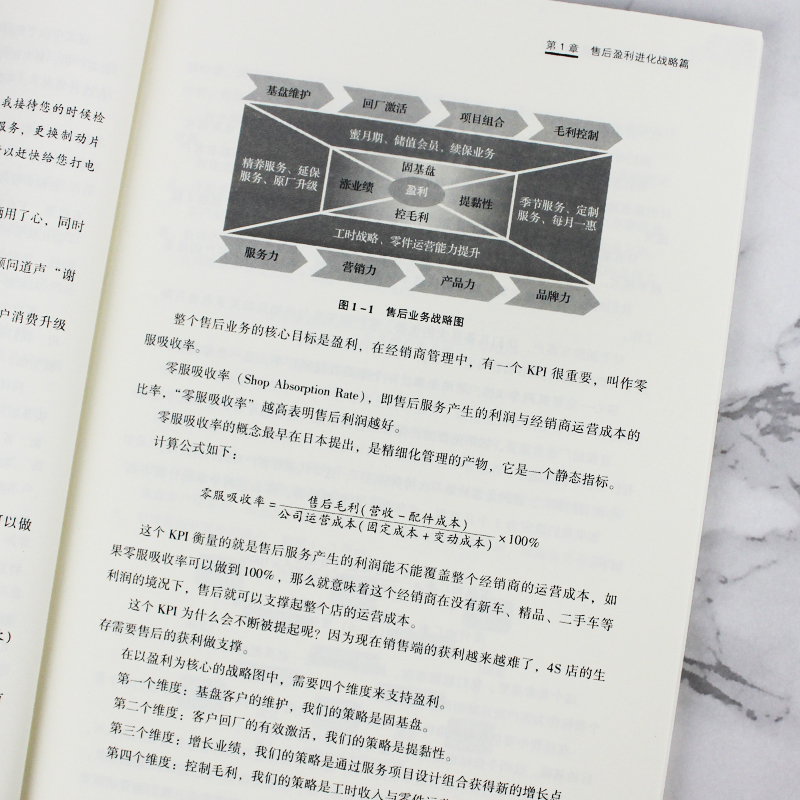 我接待您的时候检
服务，更换制动片
以赶快给您打电
用了心，同时
顾问道声“谢
户消费升级
可以做
第1章 售后盈利进化战略篇
基盘维护 回厂激活 项目组合 毛利控制
蜜月期、储值会员、续保业务
精养服务、延保
服务、原厂升级
固基盘
涨业绩 盈利 提黏性
控毛利
季节服务、定制
服务、每月一惠
工时战略、零件运营能力提升
服务力 营销力 产品力 品牌力
图1-1 售后业务战略图
整个售后业务的核心目标是盈利，在经销商管理中，有一个KPI很重要，叫作零
服吸收率。
零服吸收率（Shop Absorption Rate），即售后服务产生的利润与经销商运营成本的
比率，“零服吸收率”越高表明售后利润越好。
零服吸收率的概念最早在日本提出，是精细化管理的产物，它是一个静态指标。
计算公式如下：
零服吸收率=售后毛利(营收-配件成本)/公司运营成本(固定成本+变动成本)×100%
这个KPI衡量的就是售后服务产生的利润能不能覆盖整个经销商的运营成本，如
果零服吸收率可以做到100%，那么就意味着这个经销商在没有新车、精品、二手车等
利润的境况下，售后就可以支撑起整个店的运营成本。
这个KPI为什么会不断被提起呢？因为现在销售端的获利越来越难了，4S店的生
存需要售后的获利做支撑。
在以盈利为核心的战略图中，需要四个维度来支持盈利。
第一个维度：基盘客户的维护，我们的策略是固基盘。
第二个维度：客户回厂的有效激活，我们的策略是提黏性。
第三个维度：增长业绩，我们的策略是通过服务项目设计组合获得新的增长点
第四个维度：控制毛利，我们的策略是工时收入与零件运